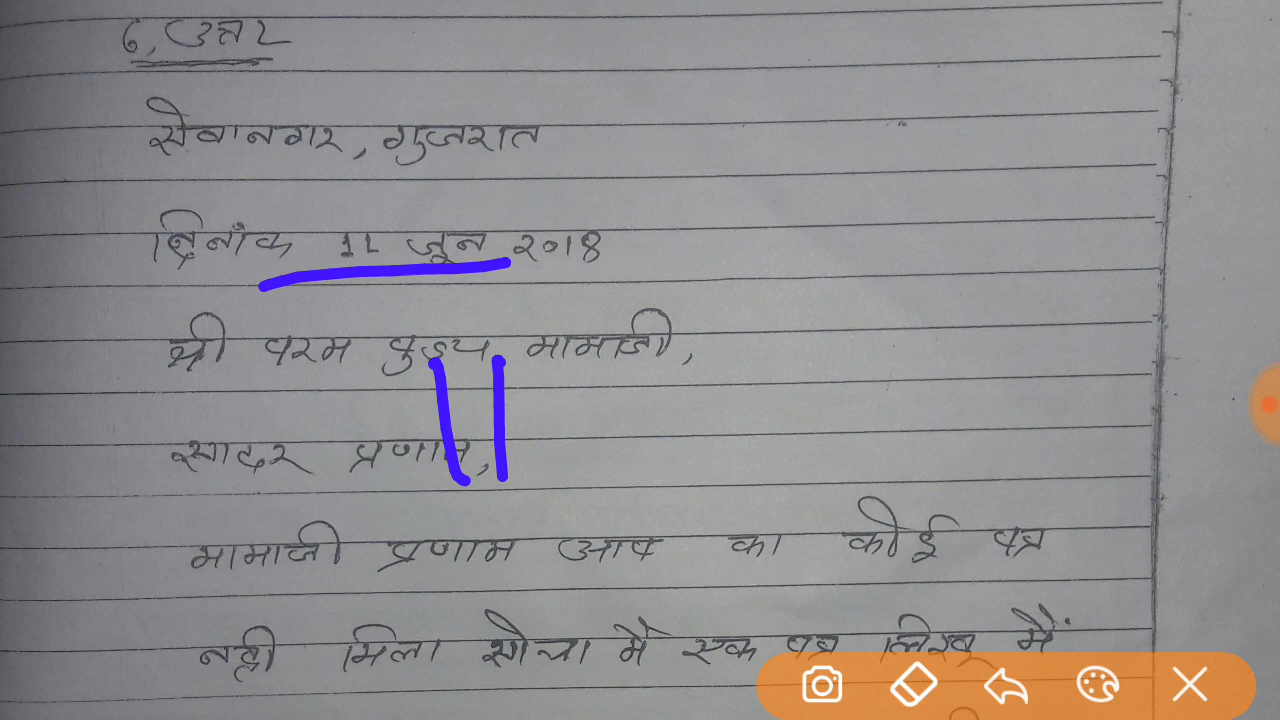 6, उत्तर
सेवानगर, गुजरात
दिनाँक 11 जून 2018
श्री परम पुज्य मामाजी,
सादर प्रणाम,
मामाजी प्रणाम आप का कोई पत्र
नही मिला सोचा मै एक पत्र लिखू मैं